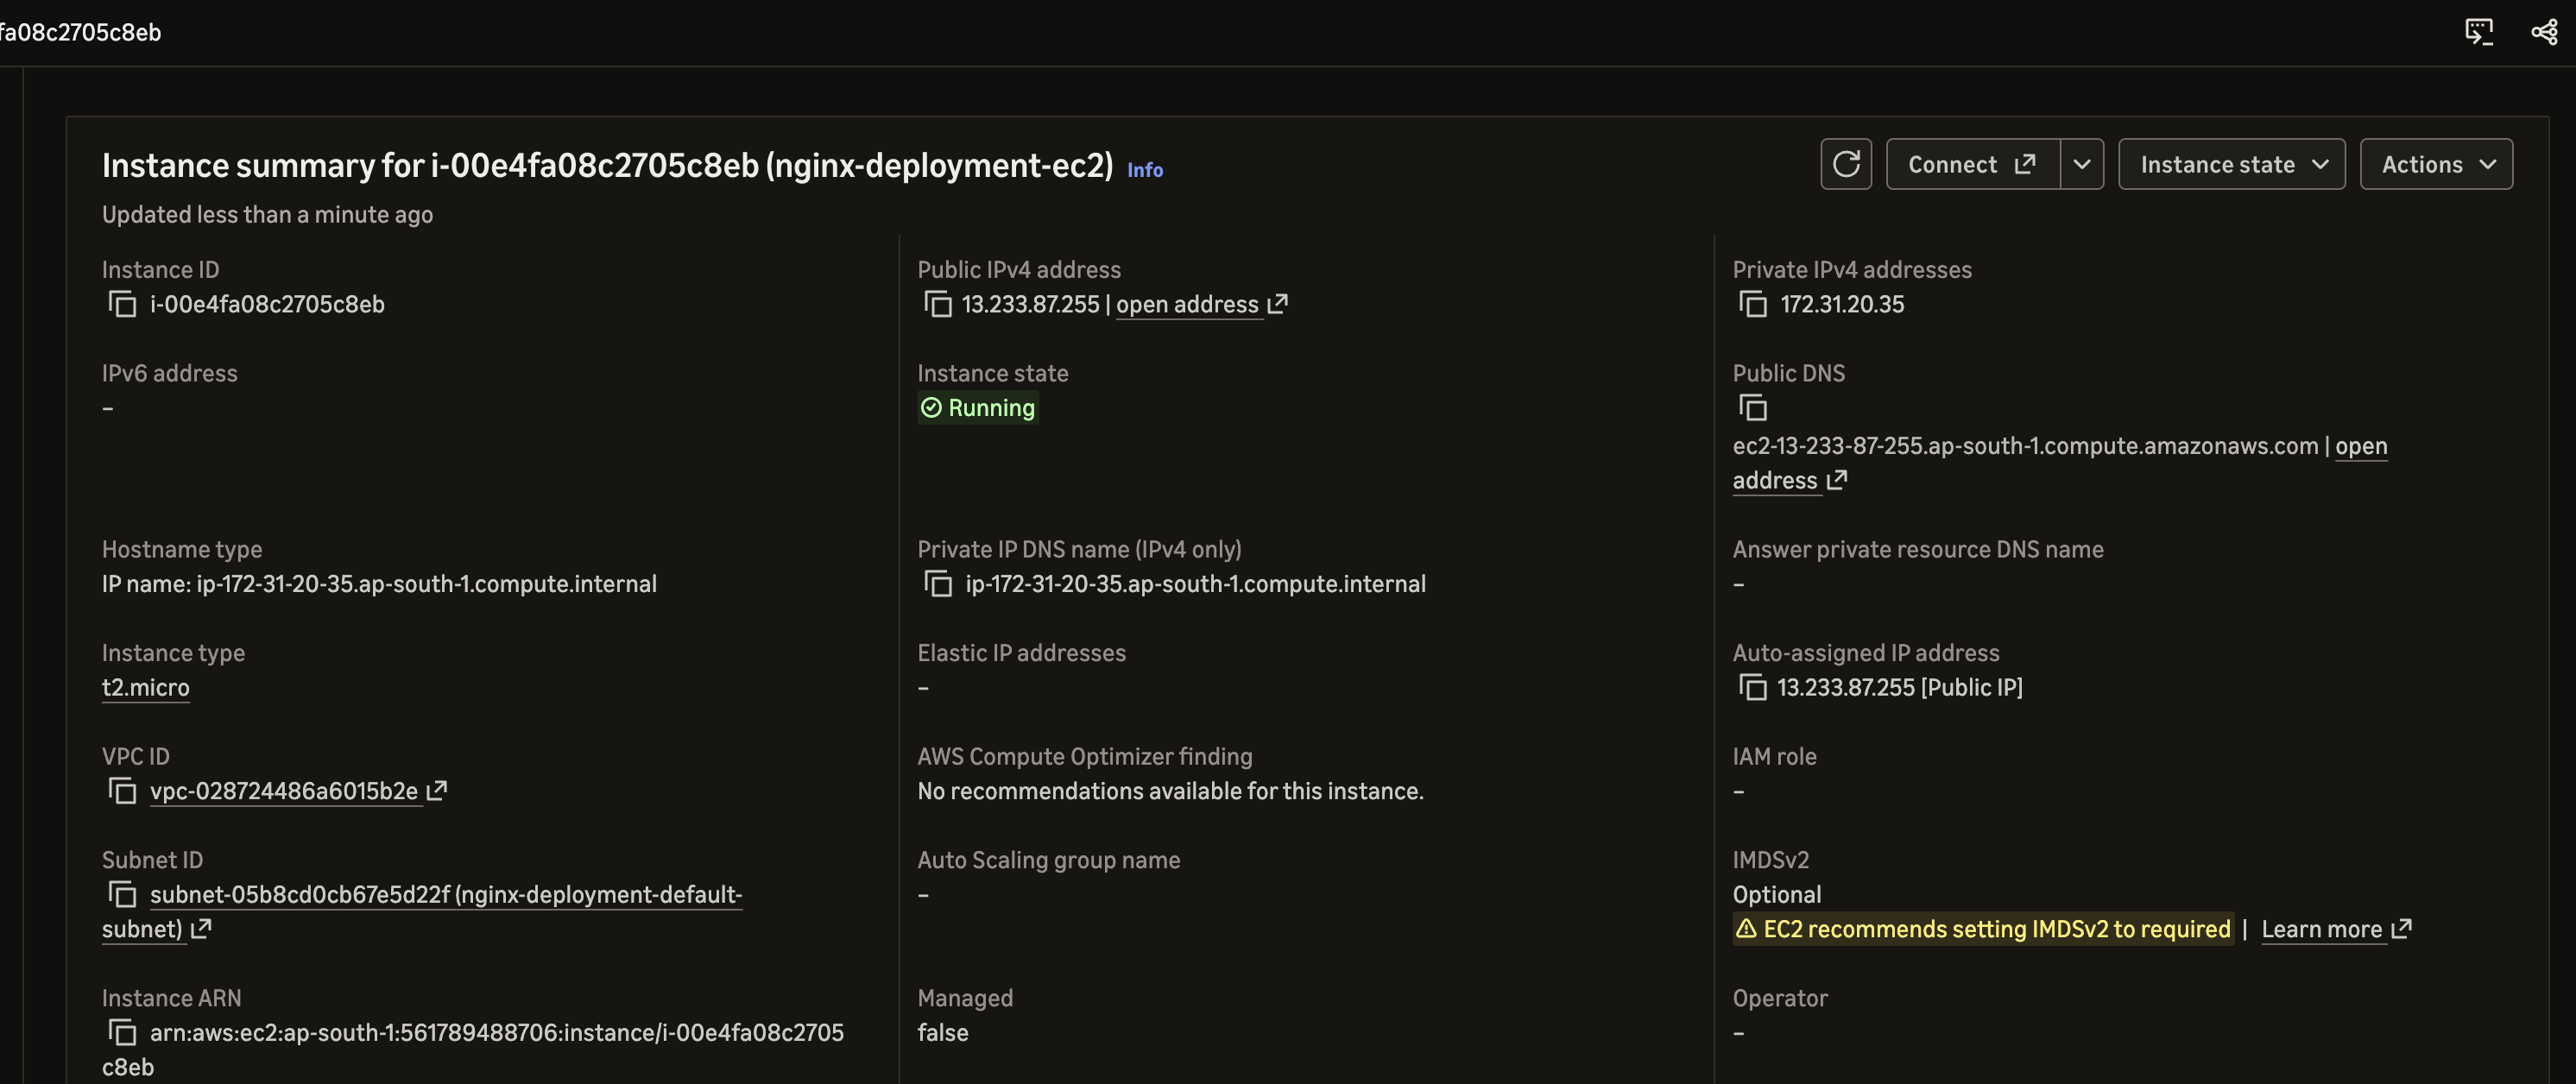 fa08c2705c8eb
Instance summary for i-00e4fa08c2705c8eb (nginx-deployment-ec2) Info
Connect
Instance state
Actions
Updated less than a minute ago
Instance ID
i-00e4fa08c2705c8eb
Public IPv4 address
13.233.87.255 | open address
Private IPv4 addresses
172.31.20.35
IPv6 address
–
Instance state
Running
Public DNS
ec2-13-233-87-255.ap-south-1.compute.amazonaws.com | open
address
Hostname type
IP name: ip-172-31-20-35.ap-south-1.compute.internal
Private IP DNS name (IPv4 only)
ip-172-31-20-35.ap-south-1.compute.internal
Answer private resource DNS name
–
Instance type
t2.micro
Elastic IP addresses
–
Auto-assigned IP address
13.233.87.255 [Public IP]
VPC ID
vpc-028724486a6015b2e
AWS Compute Optimizer finding
No recommendations available for this instance.
IAM role
–
Subnet ID
subnet-05b8cd0cb67e5d22f (nginx-deployment-default-
subnet)
Auto Scaling group name
–
IMDSv2
Optional
EC2 recommends setting IMDSv2 to required | Learn more
Instance ARN
arn:aws:ec2:ap-south-1:561789488706:instance/i-00e4fa08c2705
c8eb
Managed
false
Operator
–